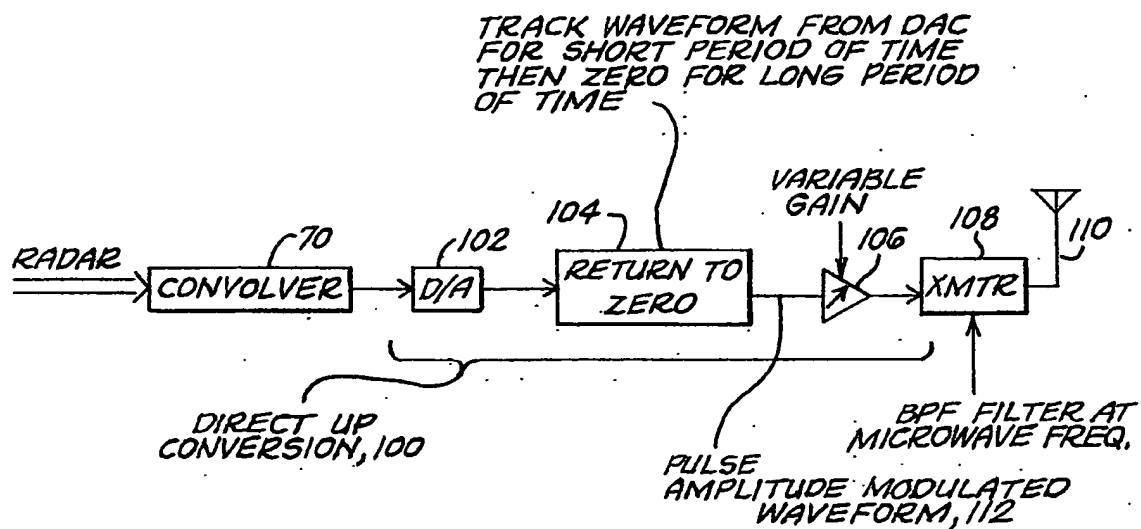 TRACK WAVEFORM FROM DAC
FOR SHORT PERIOD OF TIME
THEN ZERO FOR LONG PERIOD
OF TIME
VARIABLE
GAIN
RADAR
70
CONVOLVER
102
D/A
104
RETURN TO
ZERO
106
108
XMTR
110
DIRECT UP
CONVERSION, 100
BPF FILTER AT
MICROWAVE FREQ.
PULSE
AMPLITUDE MODULATED
WAVEFORM, 112